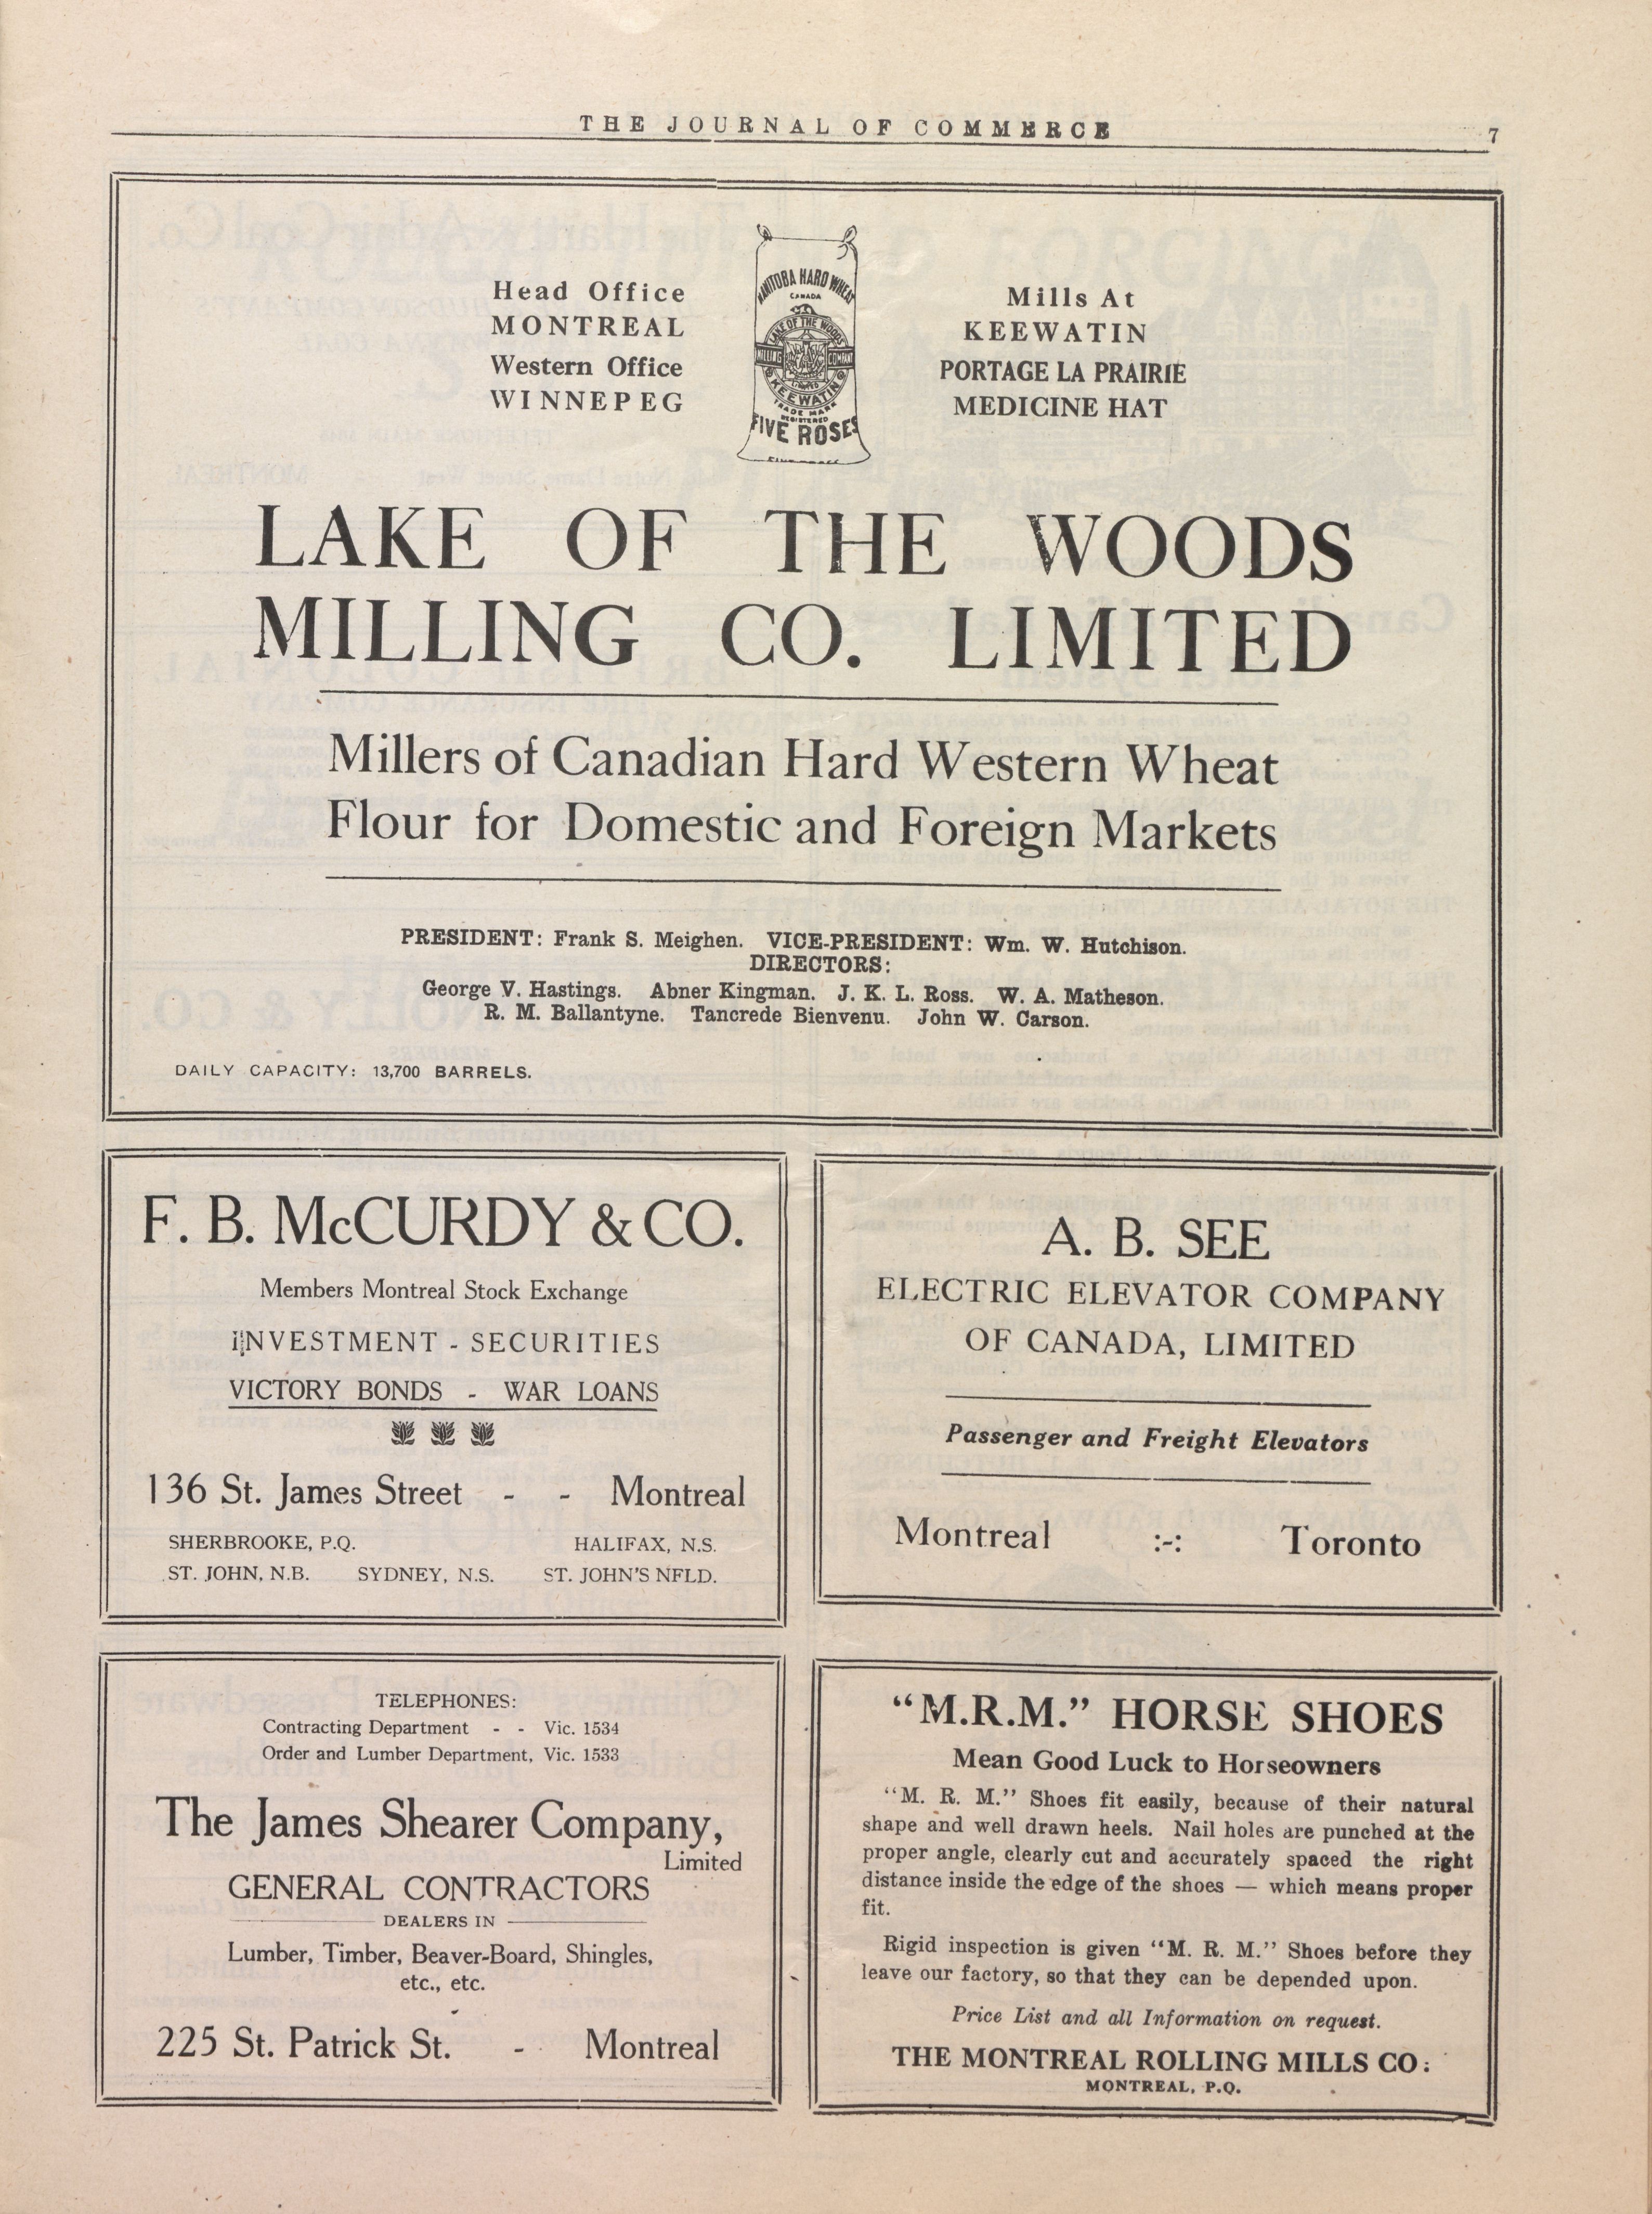 THE JOURNAL OF COMMERCE
7
Head Office
MONTREAL
Western Office
WINNEPEG
MANITOBA HARD WHEAT
CANADA
LAKE OF THE WOODS
MILLING COMPANY
LIMITED
KEEWATIN
TRADE MARK
REGISTERED
FIVE ROSES
Mills At
KEEWATIN
PORTAGE LA PRAIRIE
MEDICINE HAT
LAKE OF THE WOODS
MILLING CO. LIMITED
Millers of Canadian Hard Western Wheat
Flour for Domestic and Foreign Markets
PRESIDENT: Frank S. Meighen. VICE-PRESIDENT: Wm. W. Hutchison.
DIRECTORS:
George V. Hastings. Abner Kingman. J. K. L. Ross. W. A. Matheson.
R. M. Ballantyne. Tancrede Bienvenu. John W. Carson.
DAILY CAPACITY: 13,700 BARRELS.
F. B. McCURDY & CO.
Members Montreal Stock Exchange
INVESTMENT - SECURITIES
VICTORY BONDS - WAR LOANS
136 St. James Street - - Montreal
SHERBROOKE, P.Q. HALIFAX, N.S.
ST. JOHN, N.B. SYDNEY, N.S. ST. JOHN'S NFLD.
A. B. SEE
ELECTRIC ELEVATOR COMPANY
OF CANADA, LIMITED
Passenger and Freight Elevators
Montreal :-: Toronto
TELEPHONES:
Contracting Department - - Vic. 1534
Order and Lumber Department, Vic. 1533
The James Shearer Company,
Limited
GENERAL CONTRACTORS
DEALERS IN
Lumber, Timber, Beaver-Board, Shingles,
etc., etc.
225 St. Patrick St. - Montreal
"M.R.M." HORSE SHOES
Mean Good Luck to Horseowners
"M. R. M." Shoes fit easily, because of their natural
shape and well drawn heels. Nail holes are punched at the
proper angle, clearly cut and accurately spaced the right
distance inside the edge of the shoes — which means proper
fit.
Rigid inspection is given "M. R. M." Shoes before they
leave our factory, so that they can be depended upon.
Price List and all Information on request.
THE MONTREAL ROLLING MILLS CO:
MONTREAL, P.Q.